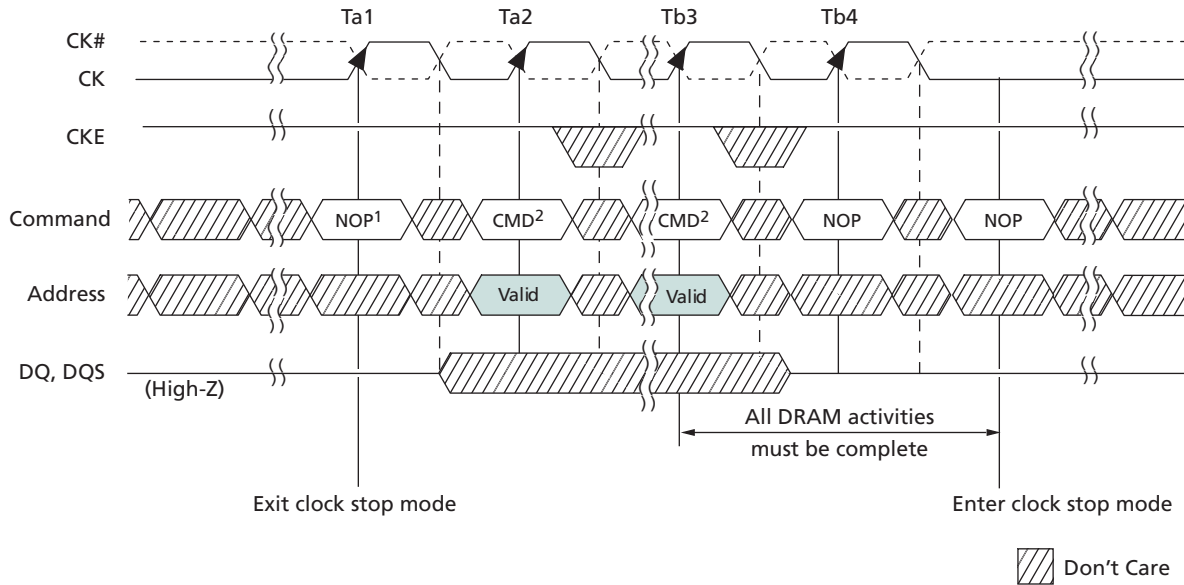 Ta1 Ta2 Tb3 Tb4
CK#
CK
CKE
Command NOP1 CMD2 CMD2 NOP NOP
Address Valid Valid
DQ, DQS
(High-Z)
All DRAM activities
must be complete
Exit clock stop mode Enter clock stop mode
Don't Care